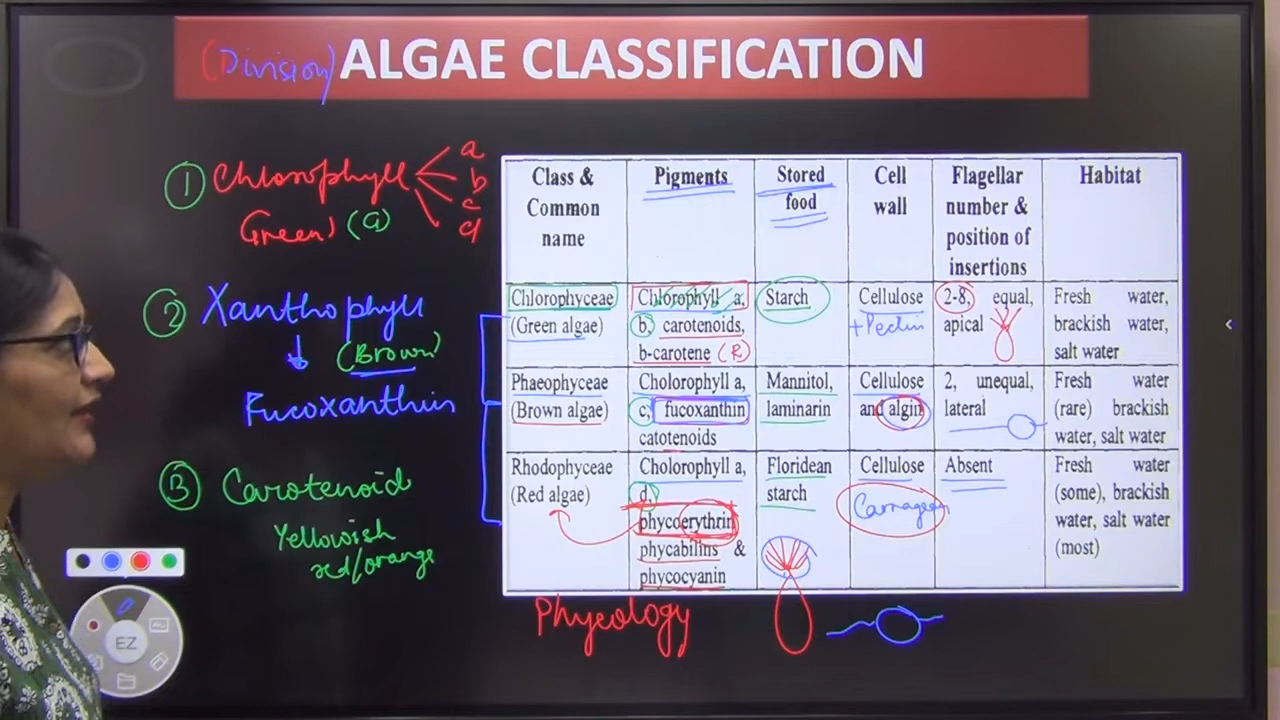 (Division) ALGAE CLASSIFICATION
① Chlorophyll
a
b
c
d
Green) (a)
② Xanthophyll
(Brown)
Fucoxanthin
③ Carotenoid
Yellowish
red/orange
Class &
Common
name
Pigments
Stored
food
Cell
wall
Flagellar
number &
position of
insertions
Habitat
Chlorophyceae
(Green algae)
Chlorophyll a,
b, carotenoids,
b-carotene (R)
Starch
Cellulose
+ Pectin
2-8, equal,
apical
Fresh water,
brackish water,
salt water
Phaeophyceae
(Brown algae)
Cholorophyll a,
c, fucoxanthin
catotenoids
Mannitol,
laminarin
Cellulose
and algin
2, unequal,
lateral
Fresh water
(rare) brackish
water, salt water
Rhodophyceae
(Red algae)
Cholorophyll a,
d,
phycoerythrin
phycabilins &
phycocyanin
Floridean
starch
Cellulose
Carnageen
Absent
Fresh water
(some), brackish
water, salt water
(most)
Phycology
EZ